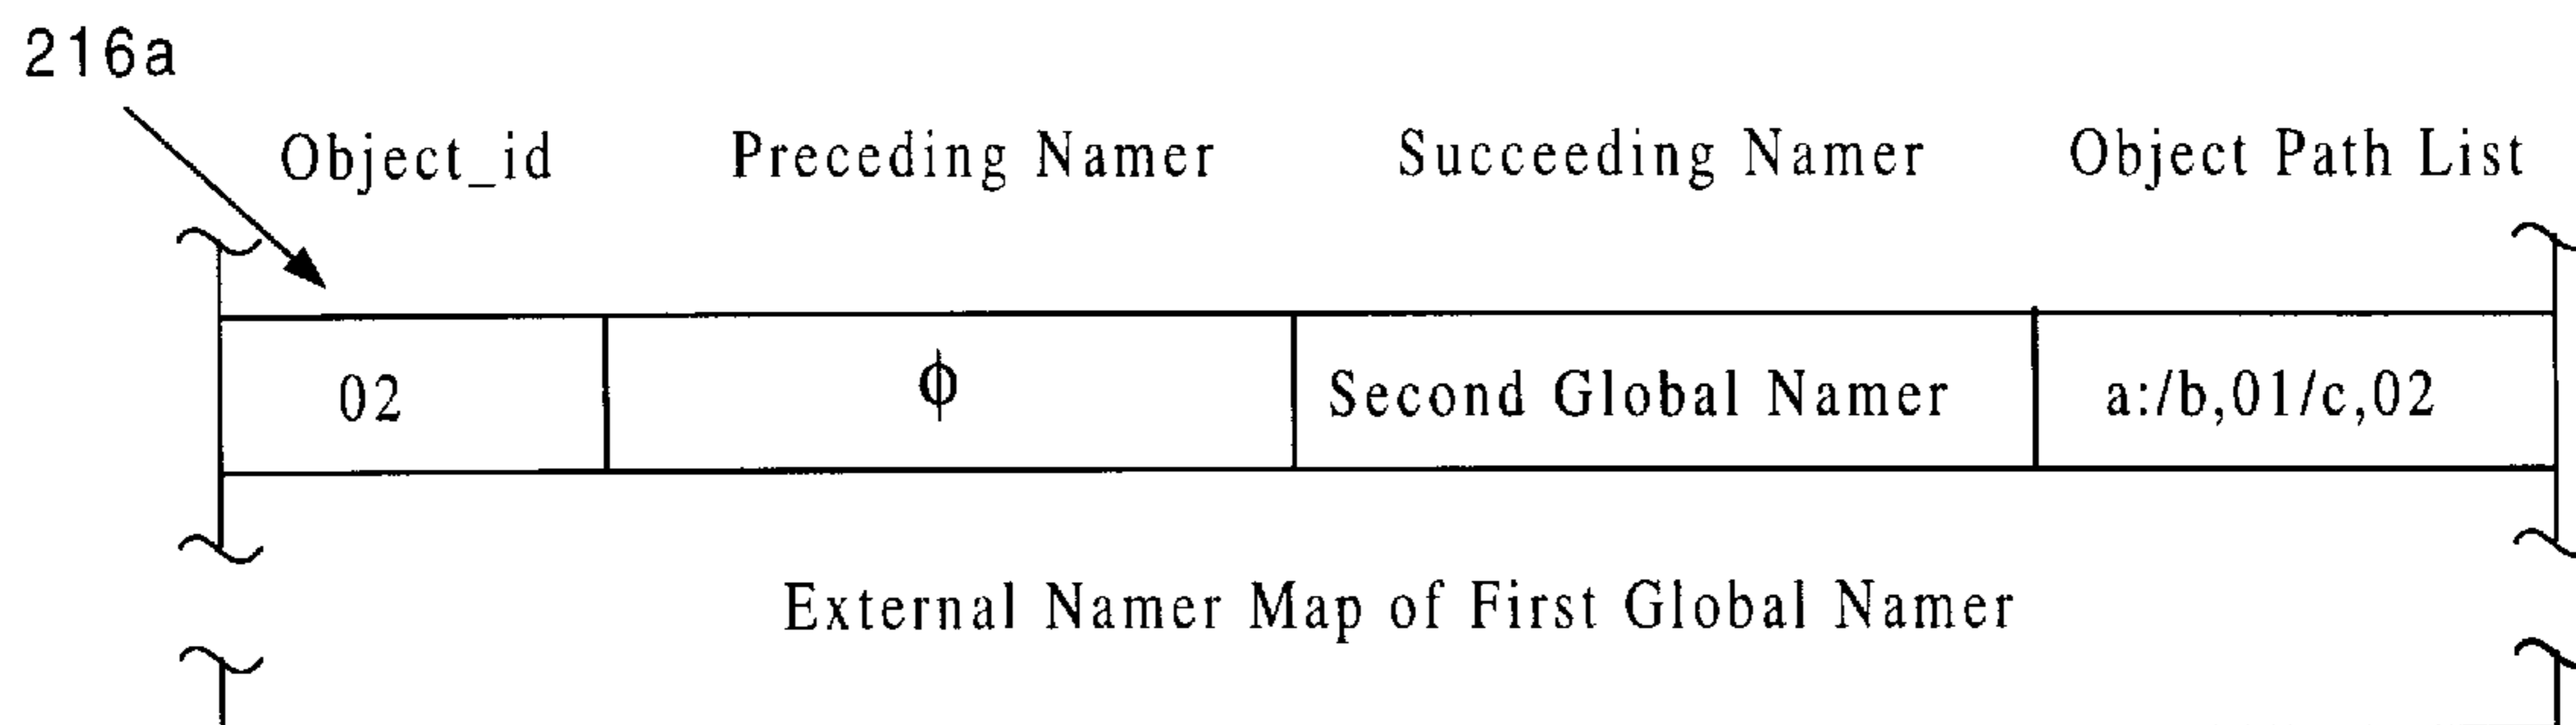 216a
Object_id Preceding Namer Succeeding Namer Object Path List
02 ϕ Second Global Namer a:/b,01/c,02
External Namer Map of First Global Namer